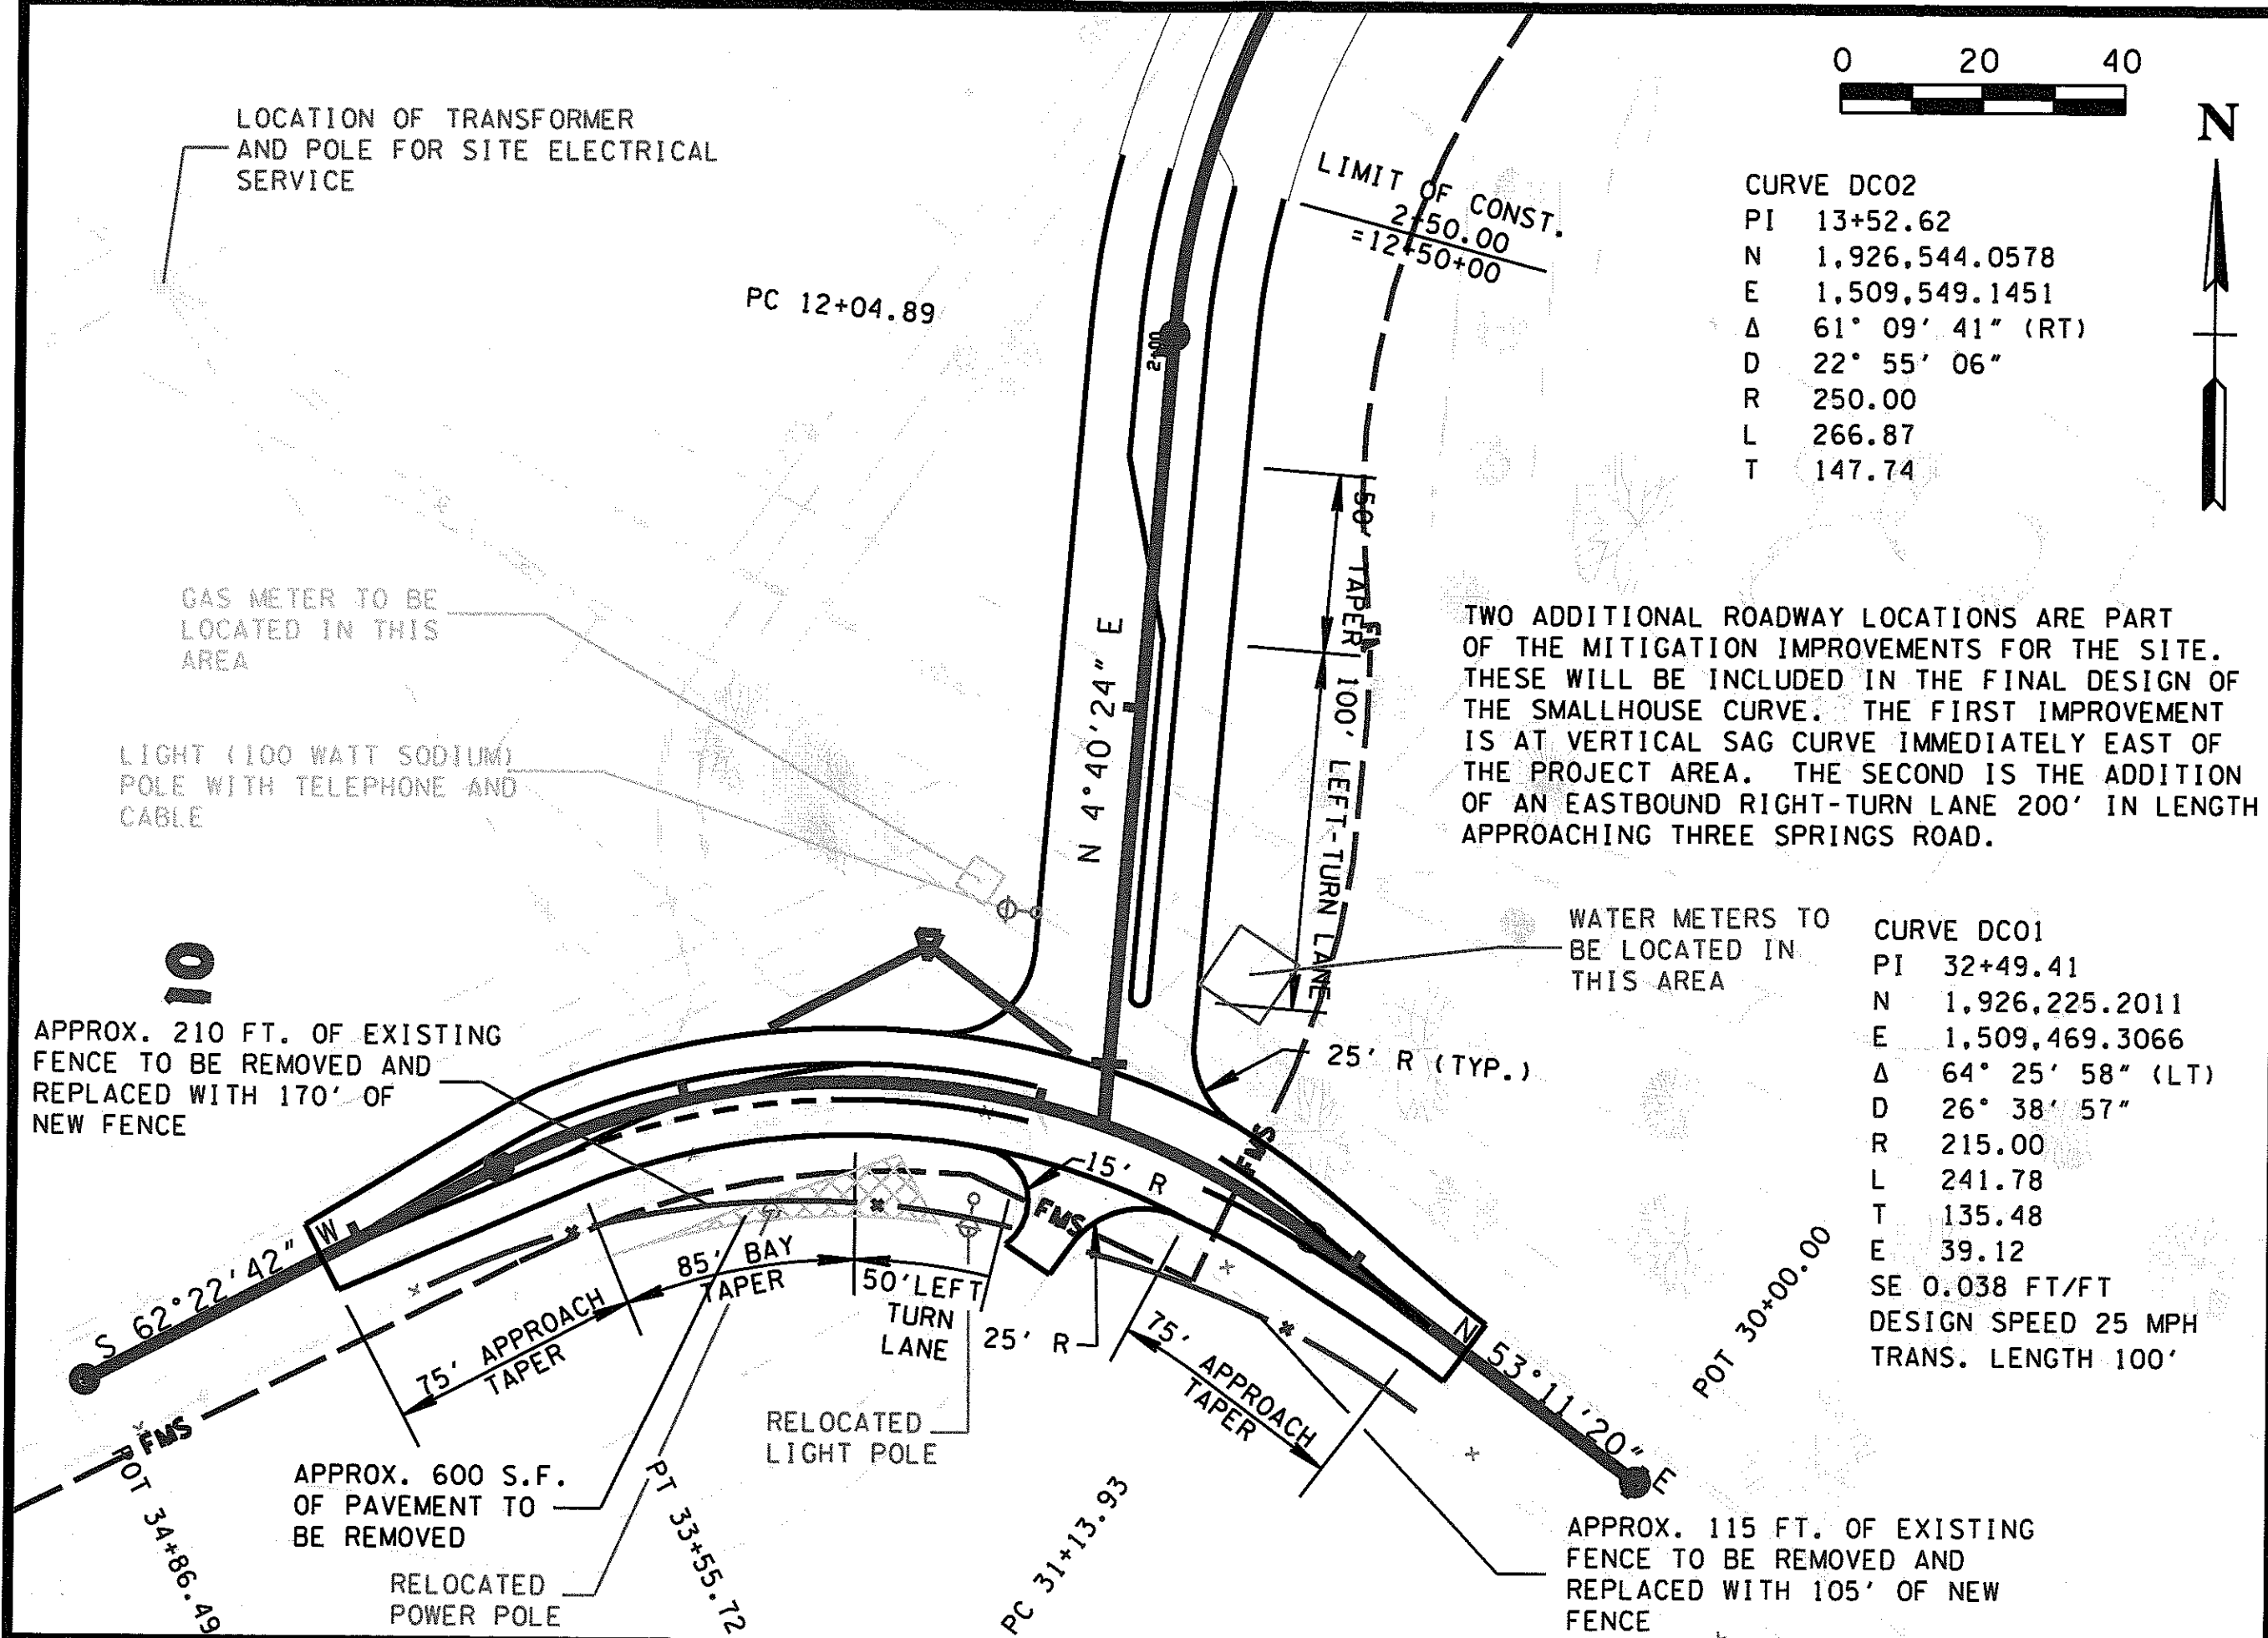 0 20 40
N
LOCATION OF TRANSFORMER
AND POLE FOR SITE ELECTRICAL
SERVICE
LIMIT OF CONST.
2+50.00
=12+50+00
CURVE DC02
PI 13+52.62
N 1,926,544.0578
E 1,509,549.1451
Δ 61° 09' 41" (RT)
D 22° 55' 06"
R 250.00
L 266.87
T 147.74
PC 12+04.89
2+00
50' TAPER
GAS METER TO BE
LOCATED IN THIS
AREA
N 4°40'24" E
100' LEFT-TURN LANE
TWO ADDITIONAL ROADWAY LOCATIONS ARE PART
OF THE MITIGATION IMPROVEMENTS FOR THE SITE.
THESE WILL BE INCLUDED IN THE FINAL DESIGN OF
THE SMALLHOUSE CURVE. THE FIRST IMPROVEMENT
IS AT VERTICAL SAG CURVE IMMEDIATELY EAST OF
THE PROJECT AREA. THE SECOND IS THE ADDITION
OF AN EASTBOUND RIGHT-TURN LANE 200' IN LENGTH
APPROACHING THREE SPRINGS ROAD.
LIGHT (100 WATT SODIUM)
POLE WITH TELEPHONE AND
CABLE
WATER METERS TO
BE LOCATED IN
THIS AREA
10
APPROX. 210 FT. OF EXISTING
FENCE TO BE REMOVED AND
REPLACED WITH 170' OF
NEW FENCE
25' R (TYP.)
CURVE DC01
PI 32+49.41
N 1,926,225.2011
E 1,509,469.3066
Δ 64° 25' 58" (LT)
D 26° 38' 57"
R 215.00
L 241.78
T 135.48
E 39.12
SE 0.038 FT/FT
DESIGN SPEED 25 MPH
TRANS. LENGTH 100'
FMS
15' R
FMS
S 62°22'42" W
75' APPROACH
TAPER
85' BAY
TAPER
50' LEFT
TURN
LANE
25' R
75' APPROACH
TAPER
N 53°11'20" E
POT 30+00.00
FMS
POT 34+86.49
APPROX. 600 S.F.
OF PAVEMENT TO
BE REMOVED
PT 33+55.72
RELOCATED
LIGHT POLE
PC 31+13.93
RELOCATED
POWER POLE
APPROX. 115 FT. OF EXISTING
FENCE TO BE REMOVED AND
REPLACED WITH 105' OF NEW
FENCE